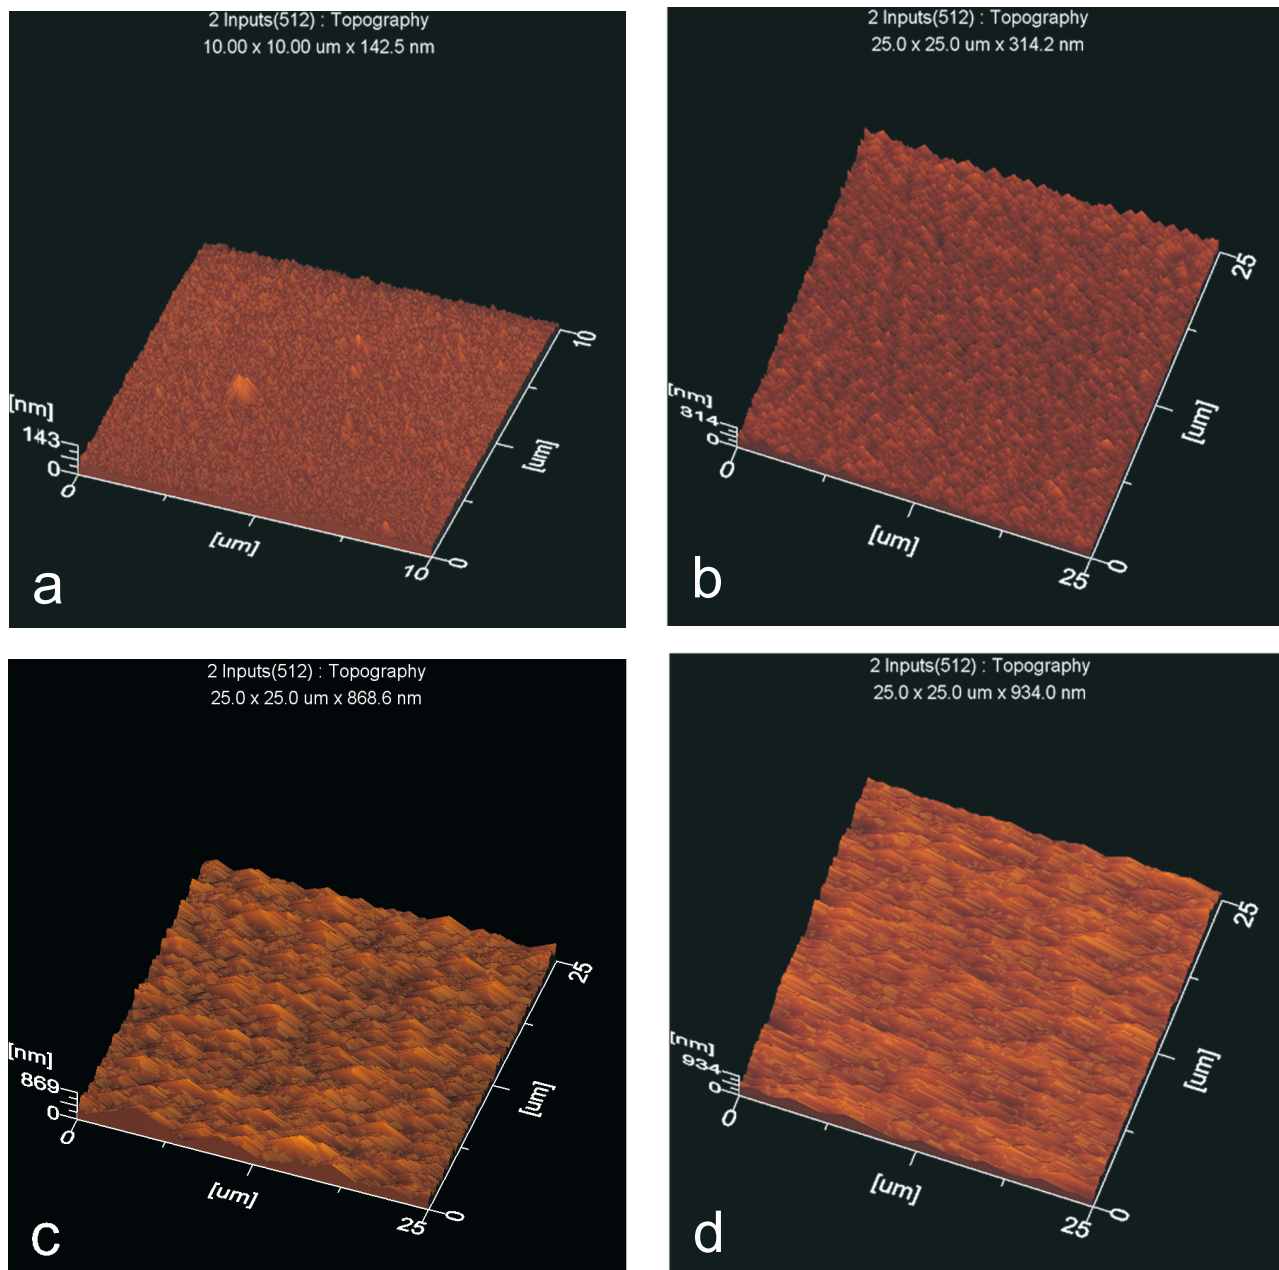 2 Inputs(512) : Topography
10.00 x 10.00 um x 142.5 nm
[nm]
143
0
0
[um]
10
0
[um]
10
a
2 Inputs(512) : Topography
25.0 x 25.0 um x 314.2 nm
[nm]
314
0
0
[um]
25
0
[um]
25
b
2 Inputs(512) : Topography
25.0 x 25.0 um x 868.6 nm
[nm]
869
0
0
[um]
25
0
[um]
25
c
2 Inputs(512) : Topography
25.0 x 25.0 um x 934.0 nm
[nm]
934
0
0
[um]
25
0
[um]
25
d